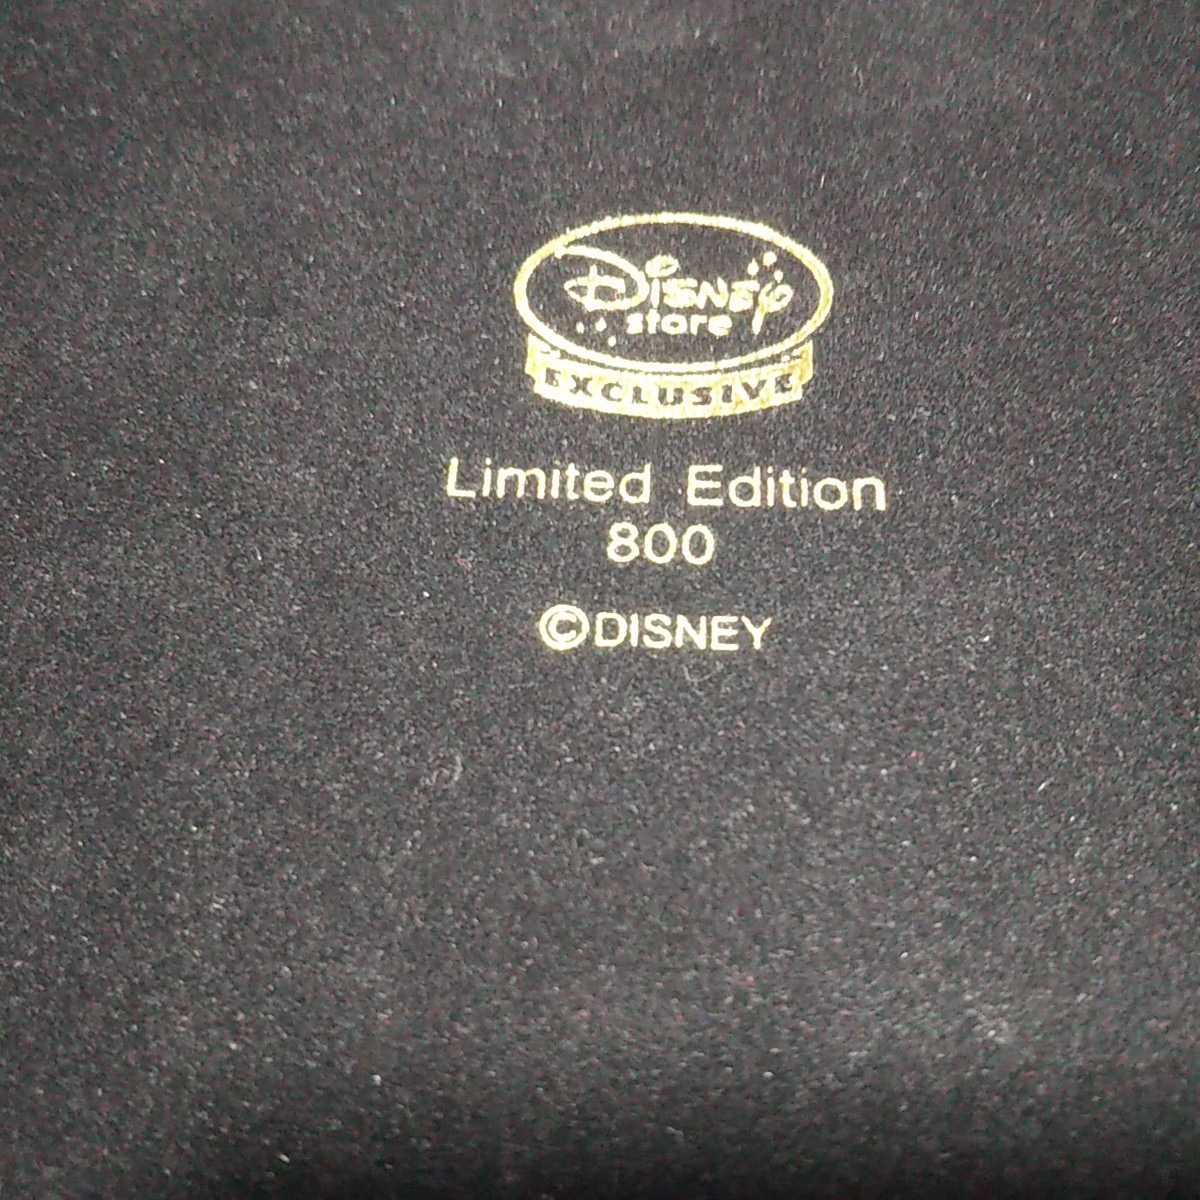 Disney
store
EXCLUSIVE
Limited Edition
800
©DISNEY